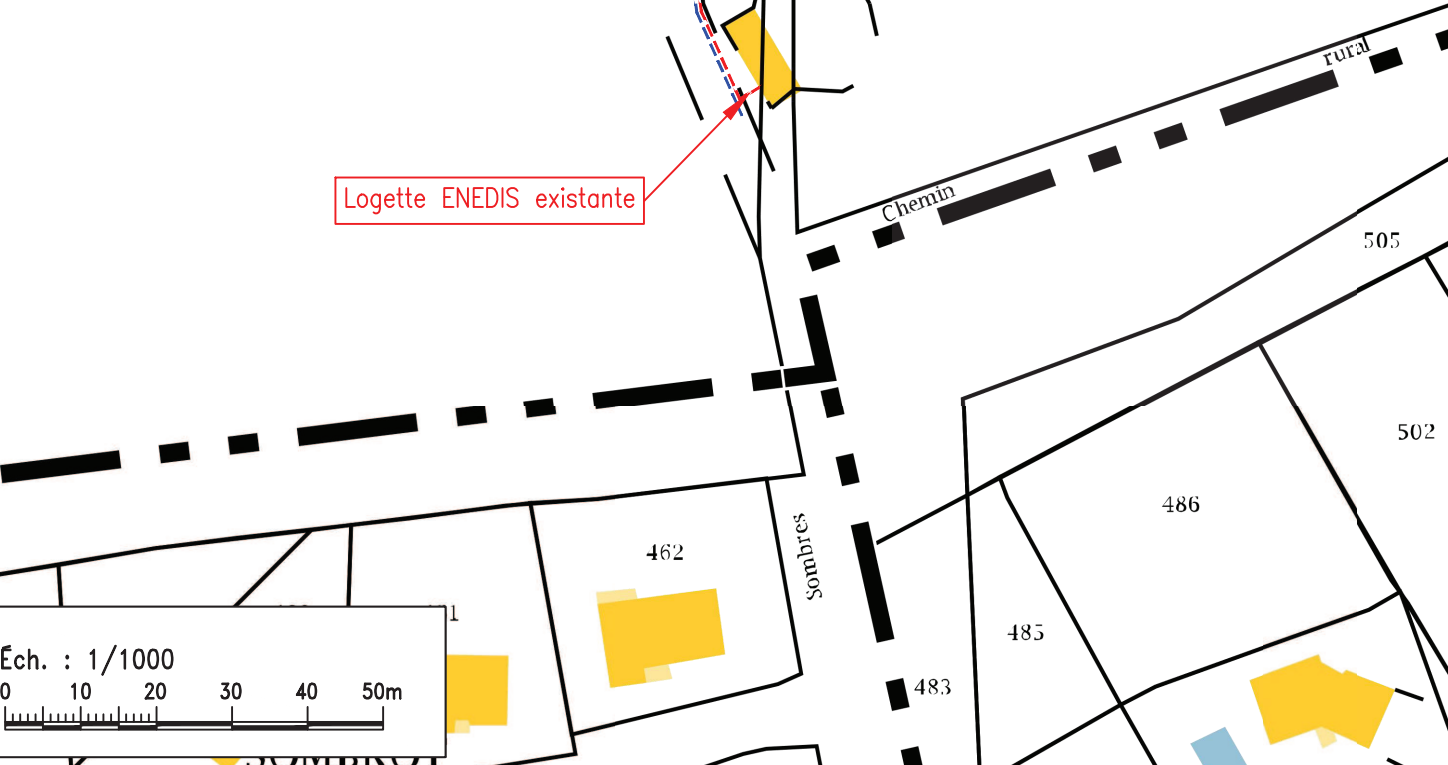 rural
Chemin
Logette ENEDIS existante
505
502
486
462
Sombres
485
483
Éch. : 1/1000
0 10 20 30 40 50m